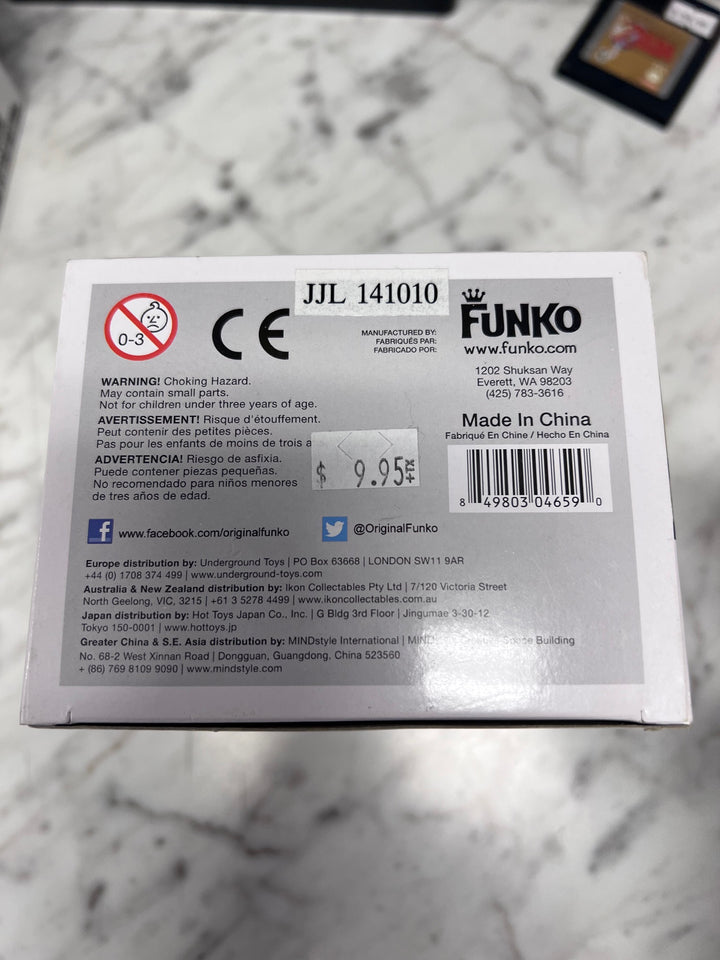 JJL 141010
0-3
CE
MANUFACTURED BY:
FABRIQUÉS PAR:
FABRICADO POR:
FUNKO
www.funko.com
1202 Shuksan Way
Everett, WA 98203
(425) 783-3616
Made In China
Fabriqué En Chine / Hecho En China
8 49803 04659 0
WARNING! Choking Hazard.
May contain small parts.
Not for children under three years of age.
AVERTISSEMENT! Risque d'étouffement.
Peut contenir des petites pièces.
Pas pour les enfants de moins de trois a
ADVERTENCIA! Riesgo de asfixia.
Puede contener piezas pequeñas.
No recomendado para niños menores
de tres años de edad.
$ 9.95
www.facebook.com/originalfunko
@OriginalFunko
Europe distribution by: Underground Toys | PO Box 63668 | LONDON SW11 9AR
+44 (0) 1708 374 499 | www.underground-toys.com
Australia & New Zealand distribution by: Ikon Collectables Pty Ltd | 7/120 Victoria Street
North Geelong, VIC, 3215 | +61 3 5278 4499 | www.ikoncollectables.com.au
Japan distribution by: Hot Toys Japan Co., Inc. | G Bldg 3rd Floor | Jingumae 3-30-12
Tokyo 150-0001 | www.hottoys.jp
Greater China & S.E. Asia distribution by: MINDstyle International | MIND Space Building
No. 68-2 West Xinnan Road | Dongguan, Guangdong, China 523560
+ (86) 769 8109 9090 | www.mindstyle.com